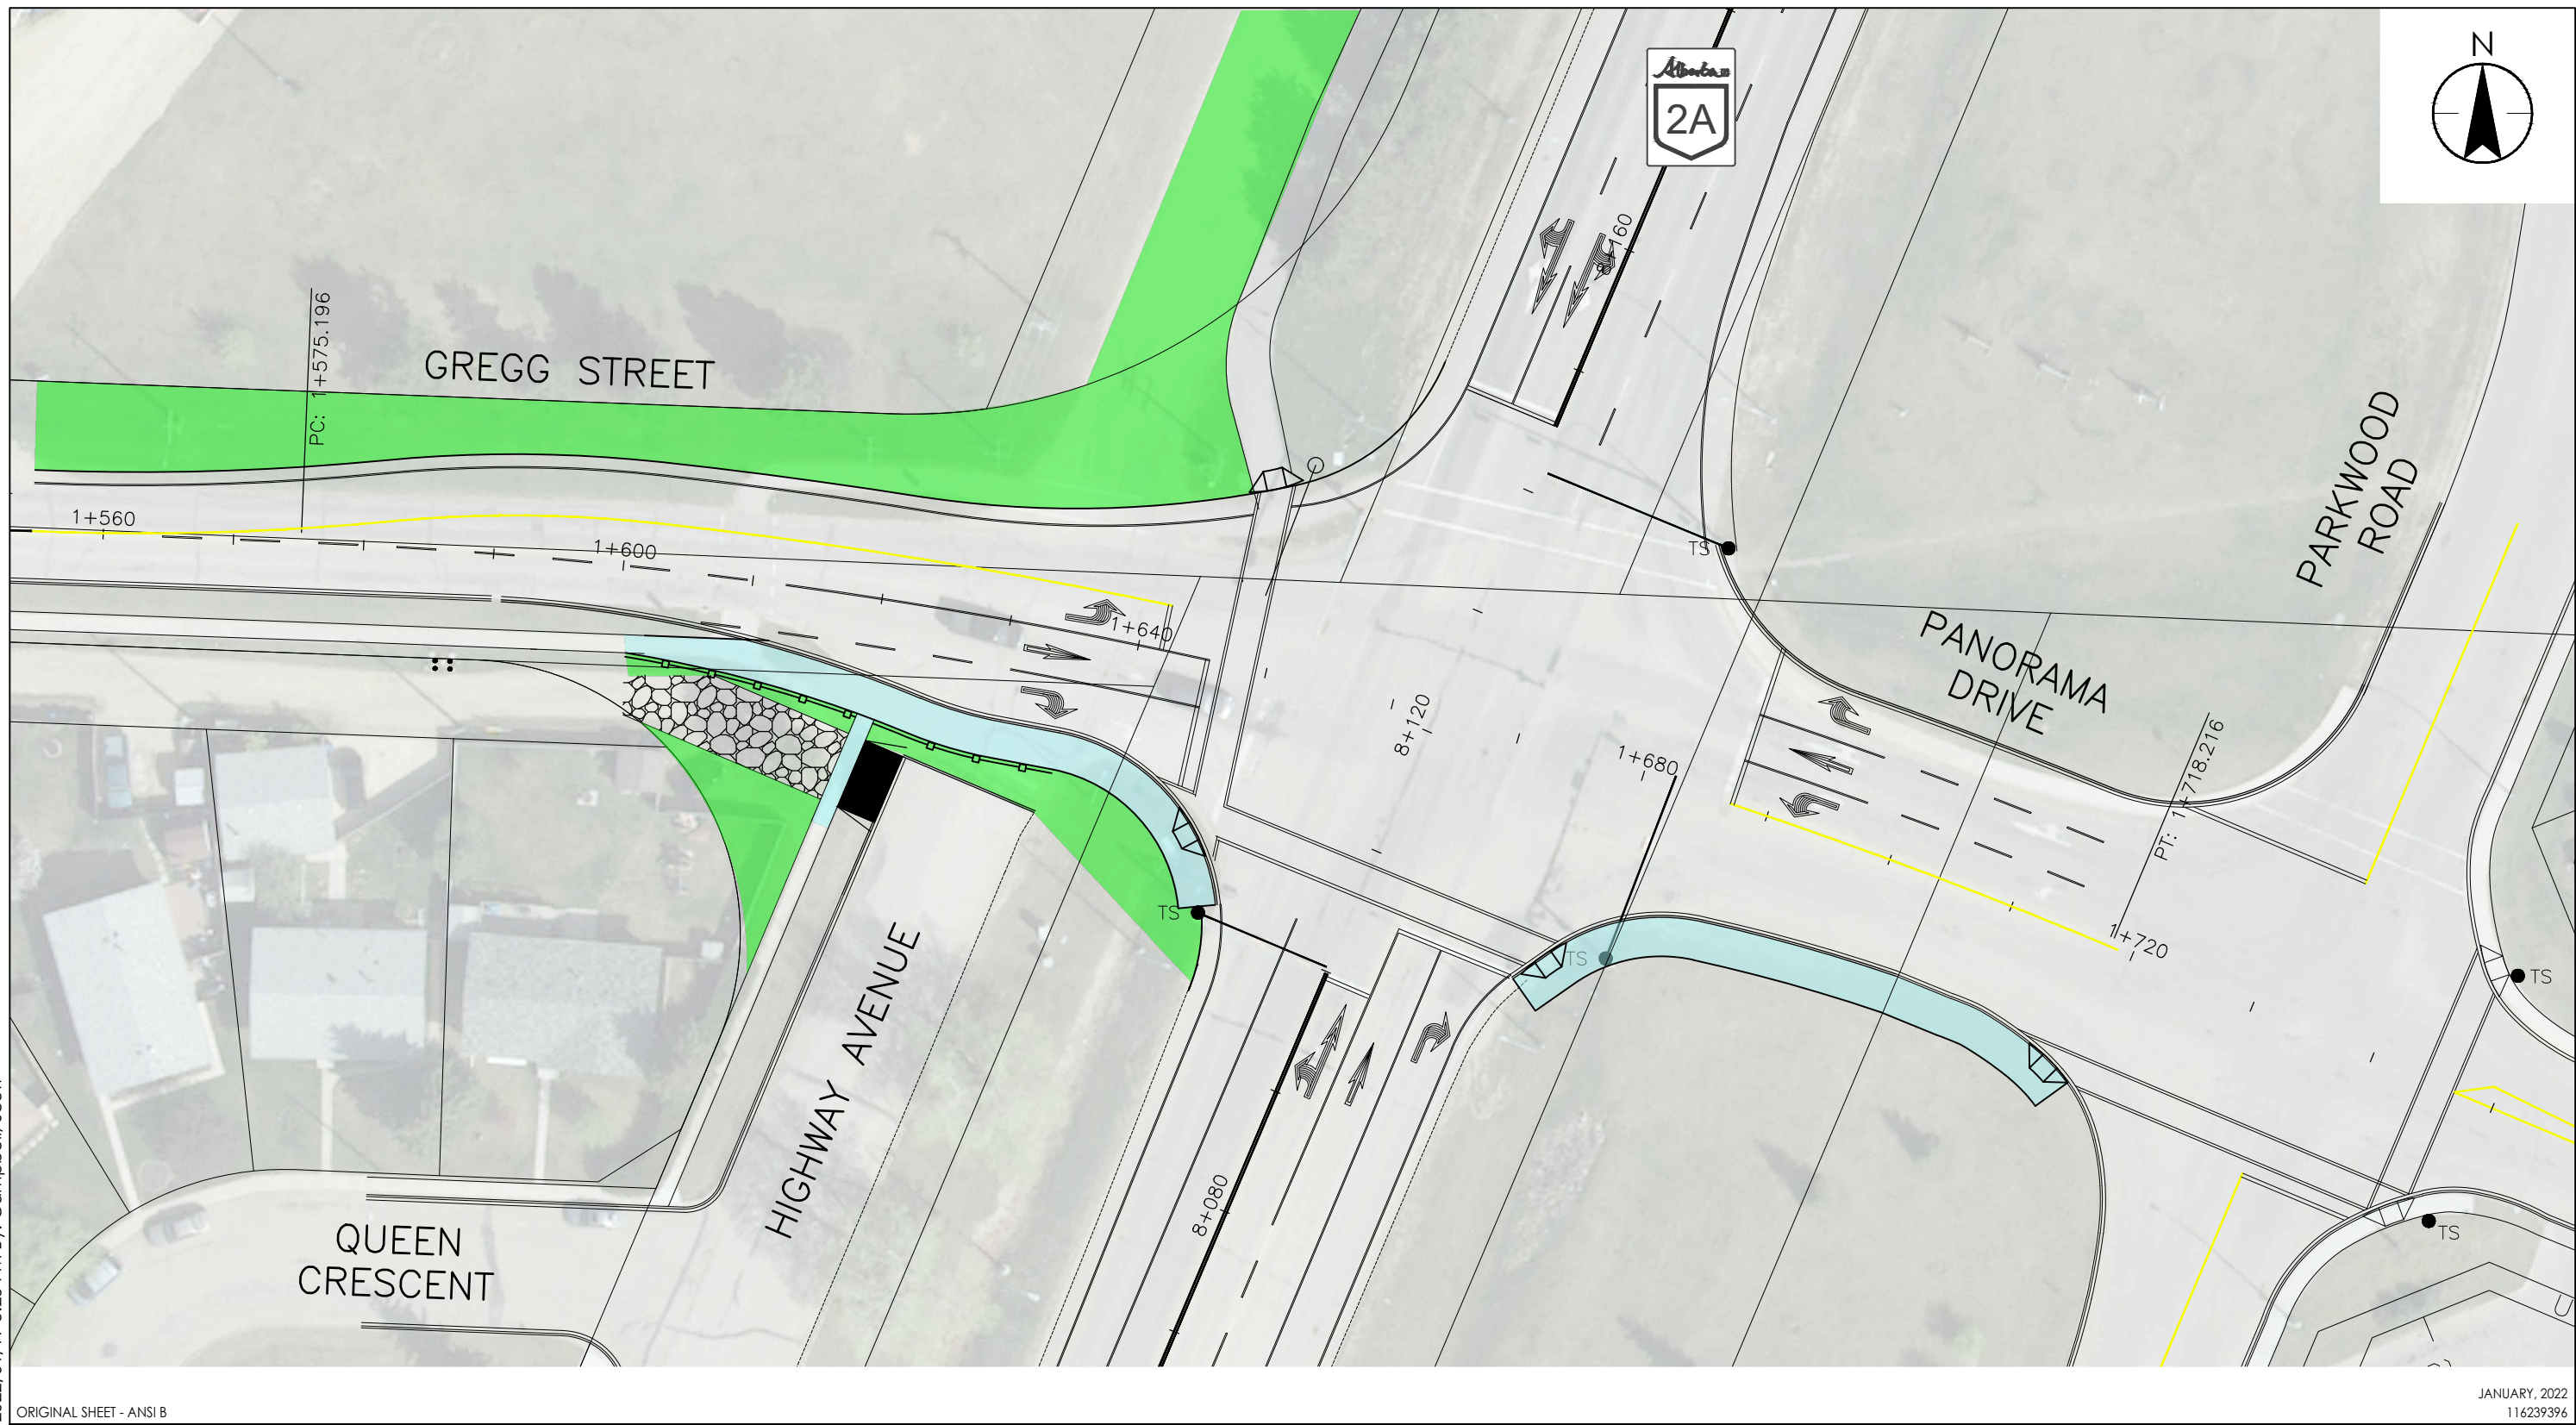 N
Alberta
2A
8+160
PC: 1+575.196
GREGG STREET
PARKWOOD
ROAD
1+560
1+600
TS
1+640
PANORAMA
DRIVE
8+120
1+680
PT: 1+718.216
TS
TS
1+720
TS
HIGHWAY AVENUE
8+080
TS
QUEEN
CRESCENT
U
JANUARY, 2022
116239396
ORIGINAL SHEET - ANSI B